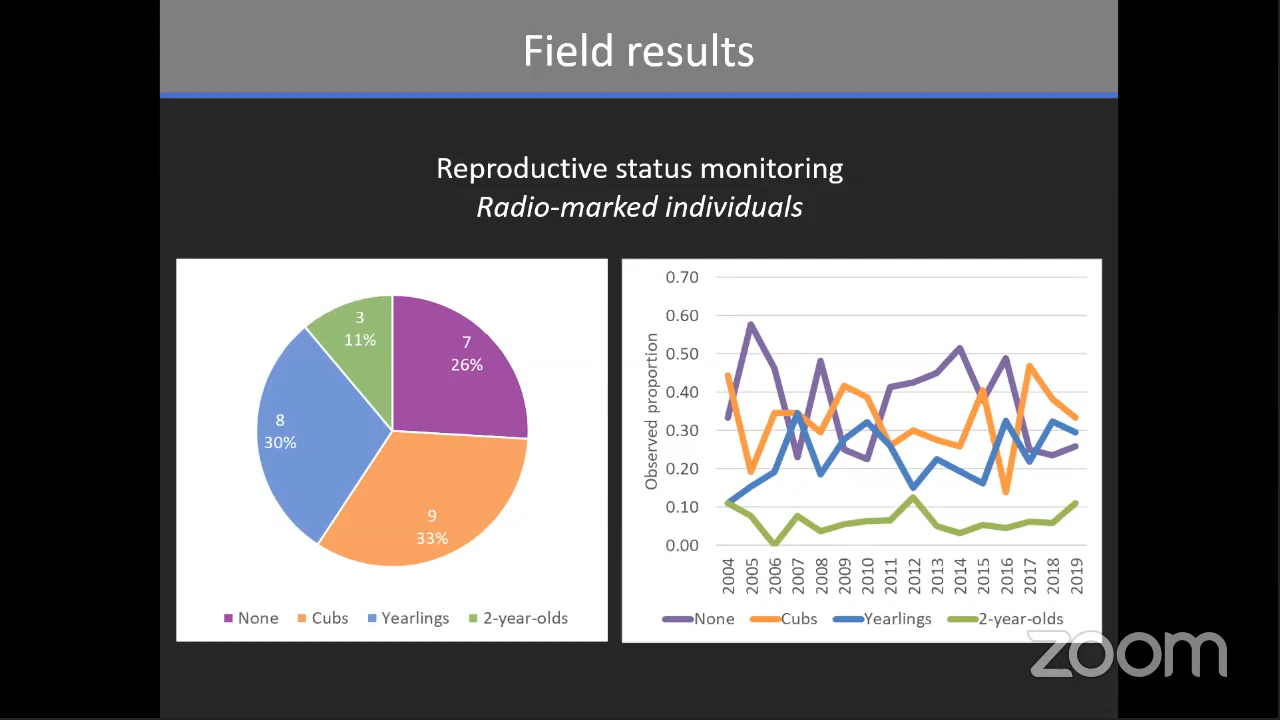 Field results
Reproductive status monitoring
Radio-marked individuals
3
11%
7
26%
8
30%
9
33%
None Cubs Yearlings 2-year-olds
Observed proportion
0.70
0.60
0.50
0.40
0.30
0.20
0.10
0.00
2004 2005 2006 2007 2008 2009 2010 2011 2012 2013 2014 2015 2016 2017 2018 2019
None Cubs Yearlings 2-year-olds
zoom